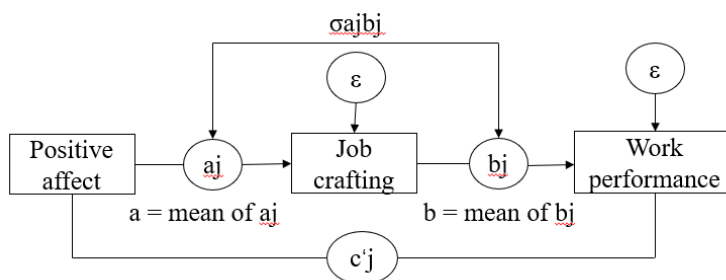 σajbj
ε
ε
Positive
affect
aj
Job
crafting
bj
Work
performance
a = mean of aj
b = mean of bj
c‘j